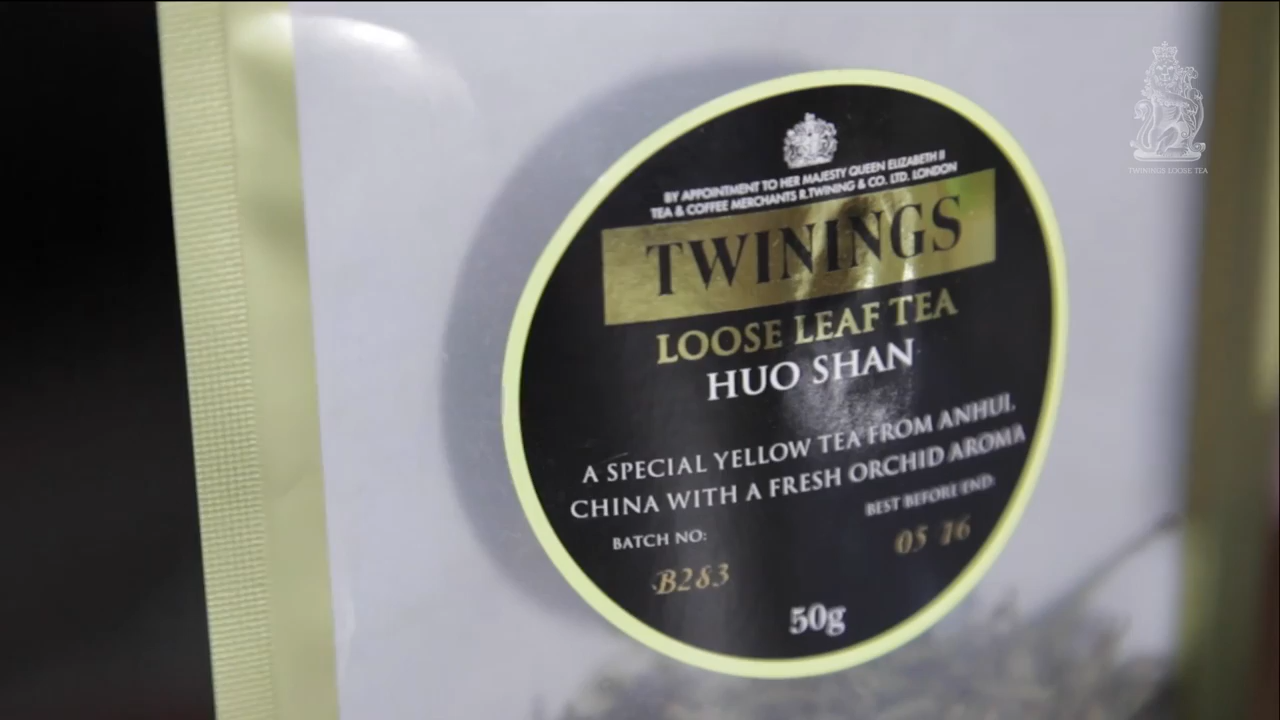 BY APPOINTMENT TO HER MAJESTY QUEEN ELIZABETH II
TEA & COFFEE MERCHANTS R.TWINING & CO. LTD. LONDON
TWININGS
LOOSE LEAF TEA
HUO SHAN
A SPECIAL YELLOW TEA FROM ANHUI,
CHINA WITH A FRESH ORCHID AROMA
BATCH NO:
B283
BEST BEFORE END:
05 16
50g
TWININGS LOOSE TEA